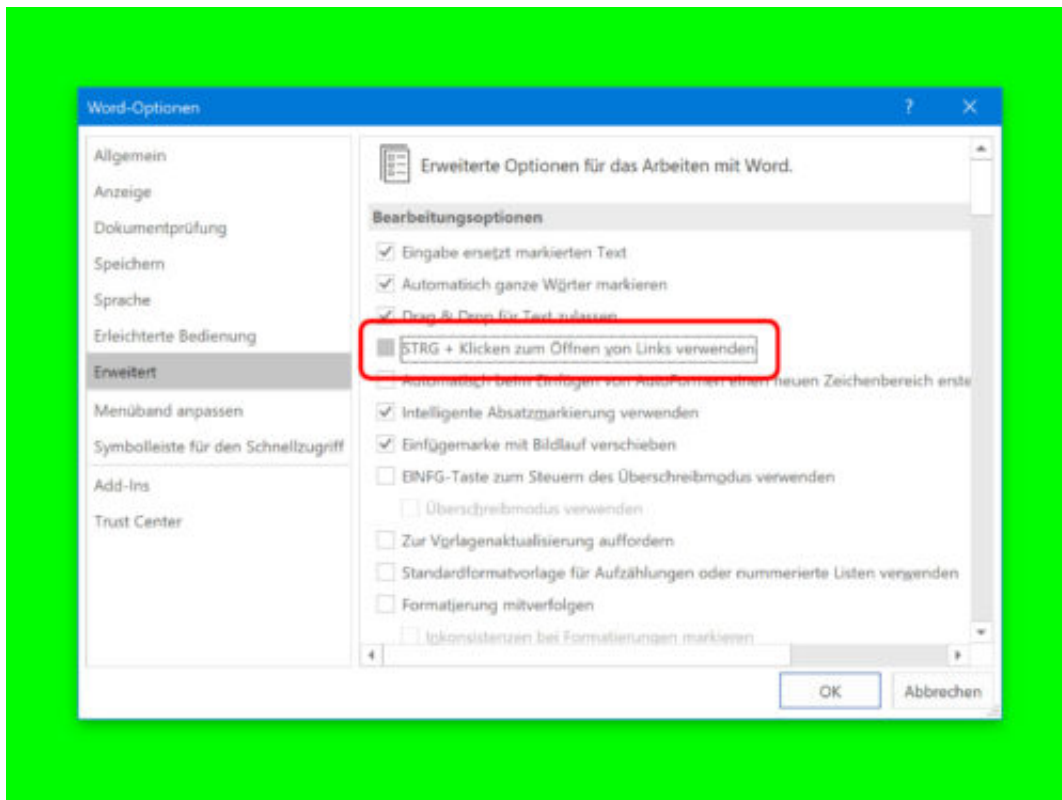 Word-Optionen
Allgemein
Anzeige
Dokumentprüfung
Speichern
Sprache
Erleichterte Bedienung
Erweitert
Menüband anpassen
Symbolleiste für den Schnellzugriff
Add-Ins
Trust Center
Erweiterte Optionen für das Arbeiten mit Word.
Bearbeitungsoptionen
Eingabe ersetzt markierten Text
Automatisch ganze Wörter markieren
Drag & Drop für Text zulassen
STRG + Klicken zum Öffnen von Links verwenden
Automatisch beim Einfügen von AutoFormen einen neuen Zeichenbereich erste
Intelligente Absatzmarkierung verwenden
Einfügemarke mit Bildlauf verschieben
EINFG-Taste zum Steuern des Überschreibmodus verwenden
Überschreibmodus verwenden
Zur Vorlagenaktualisierung auffordern
Standardformatvorlage für Aufzählungen oder nummerierte Listen verwenden
Formatierung mitverfolgen
Inkonsistenzen bei Formatierungen markieren
OK
Abbrechen